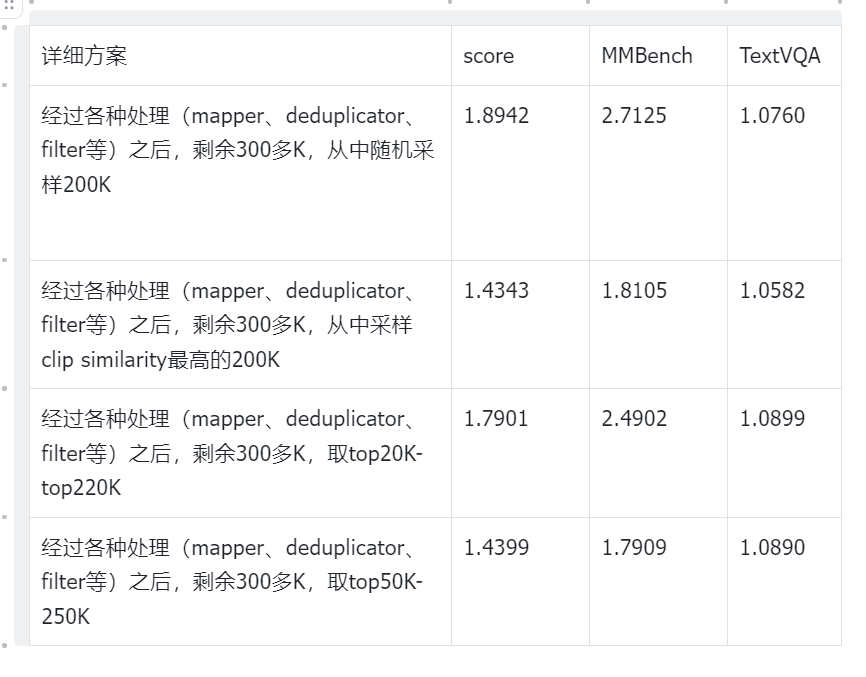 详细方案 score MMBench TextVQA
经过各种处理（mapper、deduplicator、 1.8942 2.7125 1.0760
filter等）之后，剩余300多K，从中随机采
样200K
经过各种处理（mapper、deduplicator、 1.4343 1.8105 1.0582
filter等）之后，剩余300多K，从中采样
clip similarity最高的200K
经过各种处理（mapper、deduplicator、 1.7901 2.4902 1.0899
filter等）之后，剩余300多K，取top20K-
top220K
经过各种处理（mapper、deduplicator、 1.4399 1.7909 1.0890
filter等）之后，剩余300多K，取top50K-
250K